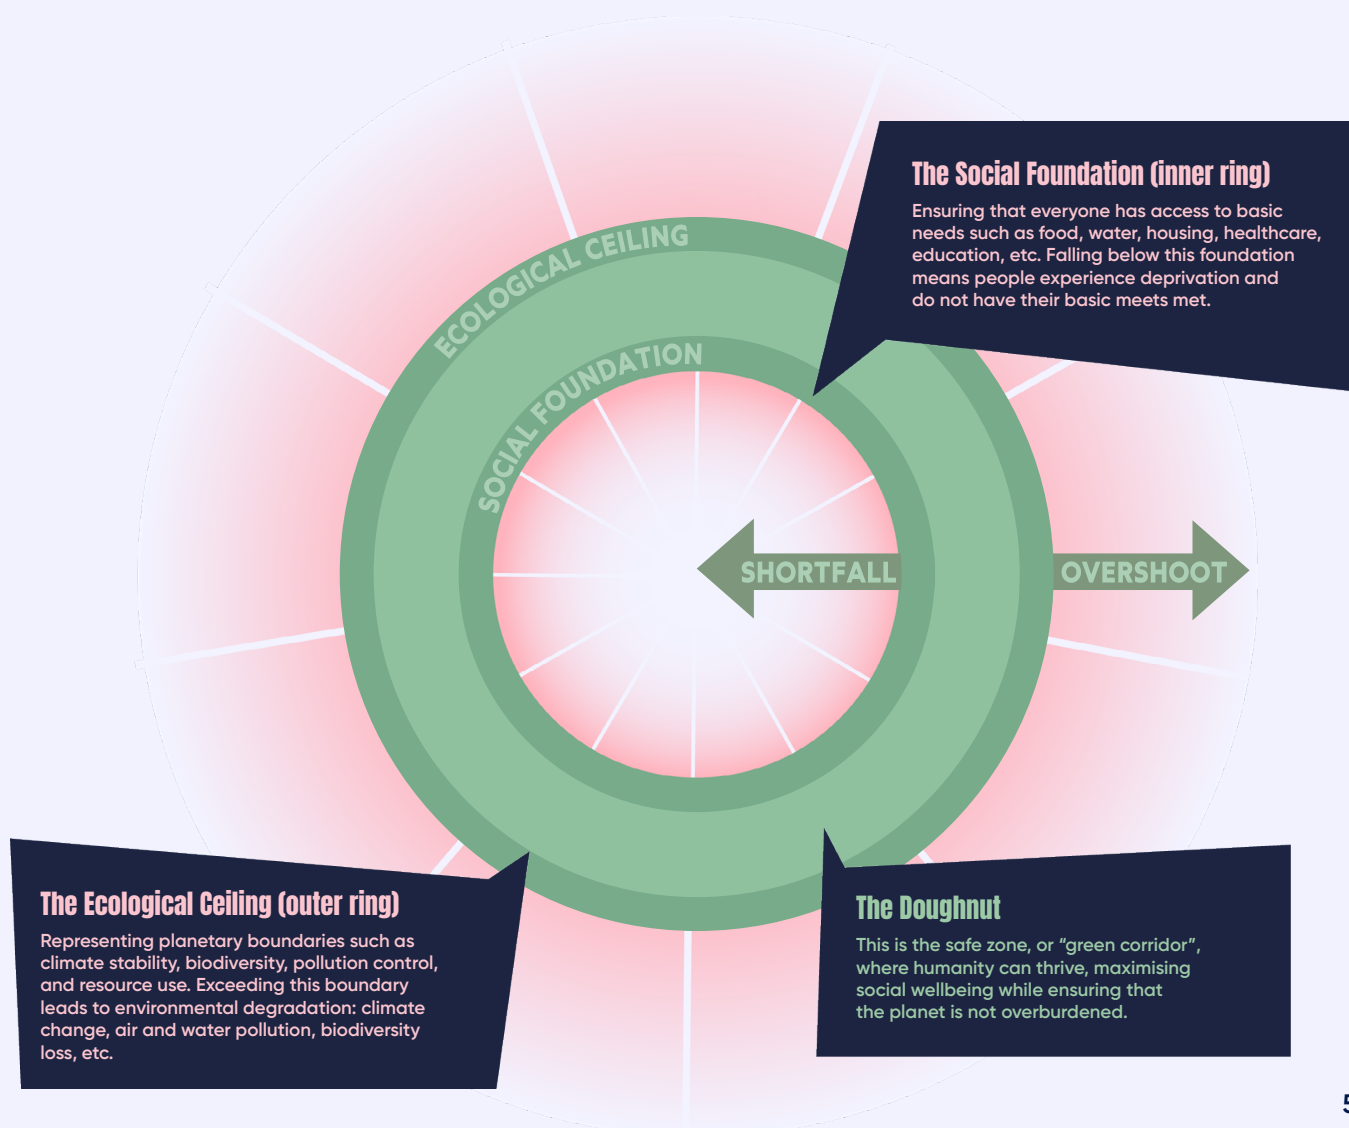 The Social Foundation (inner ring)
Ensuring that everyone has access to basic
needs such as food, water, housing, healthcare,
education, etc. Falling below this foundation
means people experience deprivation and
do not have their basic meets met.
ECOLOGICAL CEILING
SOCIAL FOUNDATION
SHORTFALL
OVERSHOOT
The Ecological Ceiling (outer ring)
Representing planetary boundaries such as
climate stability, biodiversity, pollution control,
and resource use. Exceeding this boundary
leads to environmental degradation: climate
change, air and water pollution, biodiversity
loss, etc.
The Doughnut
This is the safe zone, or “green corridor”,
where humanity can thrive, maximising
social wellbeing while ensuring that
the planet is not overburdened.
5